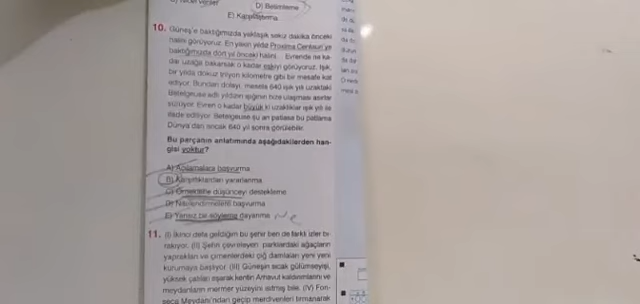 D) Betimleme
E) Karşılaştırma
10. Güneş'e baktığımızda yaklaşık sekiz dakika önceki
halini görüyoruz. En yakın yıldız Proxima Centauri'ye
baktığımızda dört yıl önceki halini. Evrende ne ka-
dar uzağa bakarsak o kadar eskiyi görüyoruz. Işık,
bir yılda dokuz trilyon kilometre gibi bir mesafe kat
ediyor. Bundan dolayı, mesela 640 ışık yılı uzaktaki
Betelgeuse adlı yıldızın ışığının bize ulaşması asırlar
sürüyor. Evren o kadar büyük ki uzaklıklar ışık yılı ile
ifade ediliyor. Betelgeuse şu an patlasa bu patlama
Dünya'dan ancak 640 yıl sonra görülebilir.
Bu parçanın anlatımında aşağıdakilerden han-
gisi yoktur?
A) Açıklamalara başvurma
B) Karşıtlıklardan yararlanma
C) Örneklerle düşünceyi destekleme
D) Nitelendirmelere başvurma
E) Yansız bir söyleme dayanma
11. (I) İkinci defa geldiğim bu şehir ben de farklı izler bı-
rakıyor. (II) Şehri çevreleyen parklardaki ağaçların
yaprakları ve çimenlerdeki çiğ damlaları yeni yeni
kurumaya başlıyor. (III) Güneşin sıcak gülümseyişi,
yüksek çatıları aşarak kentin Arnavut kaldırımlarını ve
meydanların mermer yüzeyini ısıtmış bile. (IV) Fon-
seca Meydanı'ndan geçip merdivenleri tırmanarak